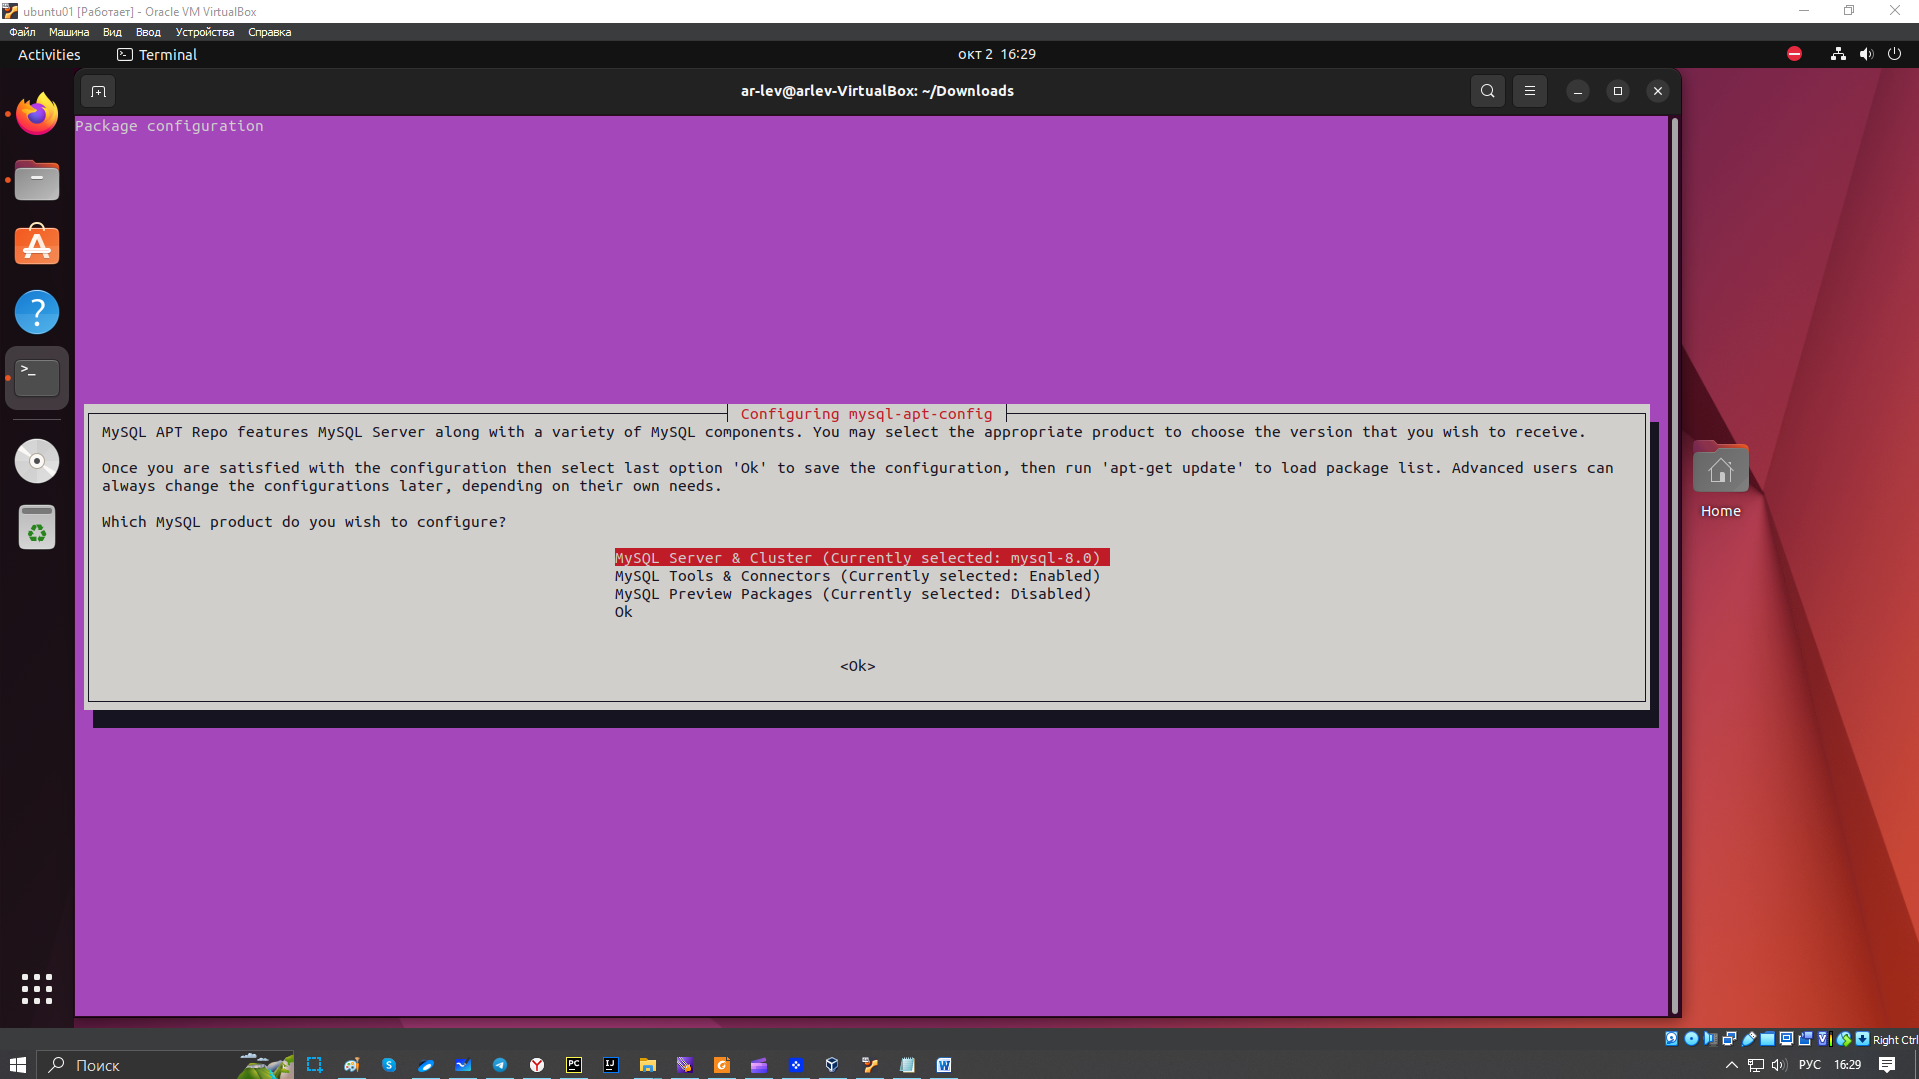 ubuntu01 [Работает] - Oracle VM VirtualBox
Файл Машина Вид Ввод Устройства Справка
Activities Terminal окт 2 16:29
ar-lev@arlev-VirtualBox: ~/Downloads
Package configuration
Configuring mysql-apt-config
MySQL APT Repo features MySQL Server along with a variety of MySQL components. You may select the appropriate product to choose the version that you wish to receive.
Once you are satisfied with the configuration then select last option 'Ok' to save the configuration, then run 'apt-get update' to load package list. Advanced users can
always change the configurations later, depending on their own needs.
Which MySQL product do you wish to configure?
MySQL Server & Cluster (Currently selected: mysql-8.0)
MySQL Tools & Connectors (Currently selected: Enabled)
MySQL Preview Packages (Currently selected: Disabled)
Ok
<Ok>
Home
Right Ctrl
Поиск
РУС 16:29